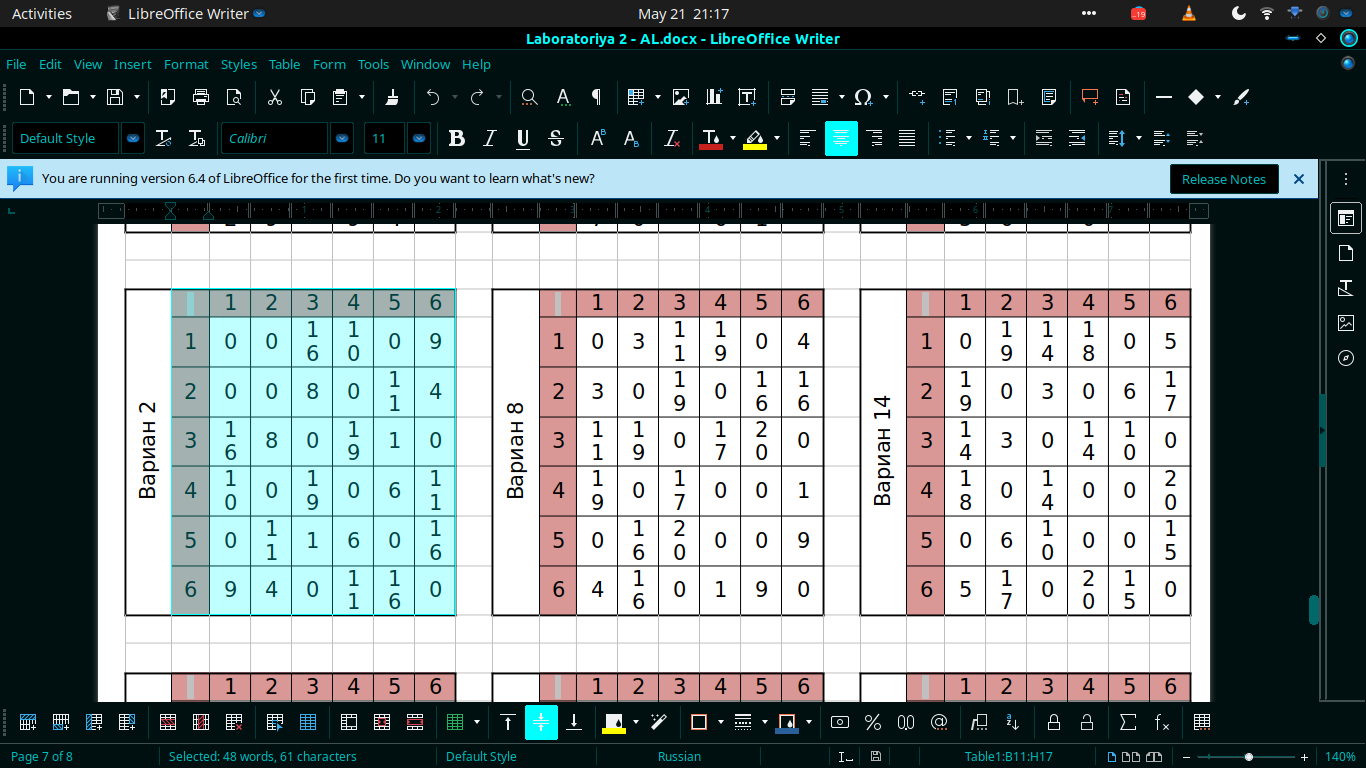 Activities LibreOffice Writer May 21 21:17 ..19
Laboratoriya 2 - AL.docx - LibreOffice Writer
File Edit View Insert Format Styles Table Form Tools Window Help
Default Style Calibri 11
You are running version 6.4 of LibreOffice for the first time. Do you want to learn what's new? Release Notes
1 2 3 4 5 6 7
Вариан 2
1 2 3 4 5 6
1 0 0 16 10 0 9
2 0 0 8 0 11 4
3 16 8 0 19 1 0
4 10 0 19 0 6 11
5 0 11 1 6 0 16
6 9 4 0 11 16 0
Вариан 8
1 2 3 4 5 6
1 0 3 11 19 0 4
2 3 0 19 0 16 16
3 11 19 0 17 20 0
4 19 0 17 0 0 1
5 0 16 20 0 0 9
6 4 16 0 1 9 0
Вариан 14
1 2 3 4 5 6
1 0 19 14 18 0 5
2 19 0 3 0 6 17
3 14 3 0 14 10 0
4 18 0 14 0 0 20
5 0 6 10 0 0 15
6 5 17 0 20 15 0
1 2 3 4 5 6 1 2 3 4 5 6 1 2 3 4 5 6
Page 7 of 8 Selected: 48 words, 61 characters Default Style Russian Table1:B11:H17 140%